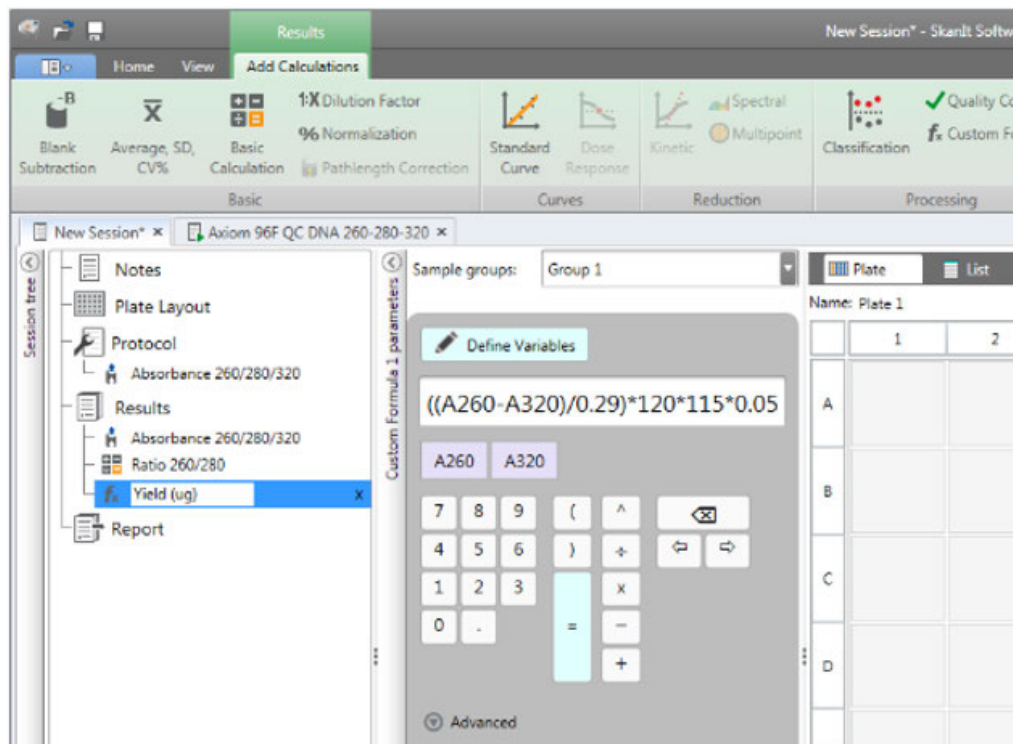 Results
New Session* - SkanIt Softw
Home View Add Calculations
-B
Blank Subtraction
X
Average, SD, CV%
Basic Calculation
1:X Dilution Factor
% Normalization
Pathlength Correction
Basic
Standard Curve
Dose Response
Curves
Kinetic
Spectral
Multipoint
Reduction
Classification
Quality Co
fx Custom Fo
Processing
New Session* × Axiom 96F QC DNA 260-280-320 ×
Session tree
Notes
Plate Layout
Protocol
Absorbance 260/280/320
Results
Absorbance 260/280/320
Ratio 260/280
fx Yield (ug) x
Report
Custom Formula 1 parameters
Sample groups: Group 1
Define Variables
((A260-A320)/0.29)*120*115*0.05
A260 A320
7 8 9 ( ^
4 5 6 ) ÷
1 2 3 x
0 . = −
+
Advanced
Plate List
Name: Plate 1
1 2
A
B
C
D